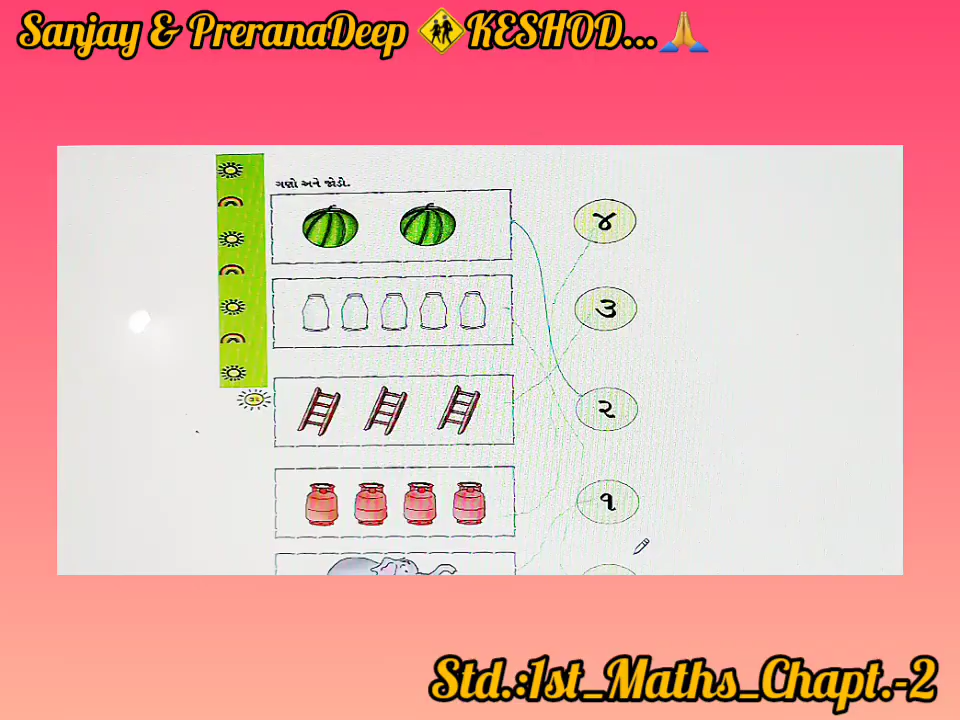 Sanjay & PreranaDeep 🚸KESHOD...🙏
ગણો અને જોડો.
૪
૩
૨
૧
Std.:1st_Maths_Chapt.-2